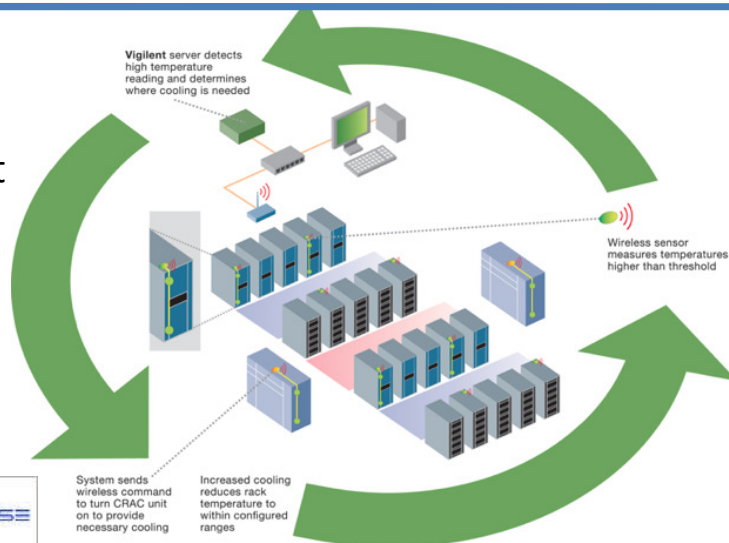 Vigilent server detects
high temperature
reading and determines
where cooling is needed
t
Wireless sensor
measures temperatures
higher than threshold
System sends
wireless command
to turn CRAC unit
on to provide
necessary cooling
Increased cooling
reduces rack
temperature to
within configured
ranges
SE